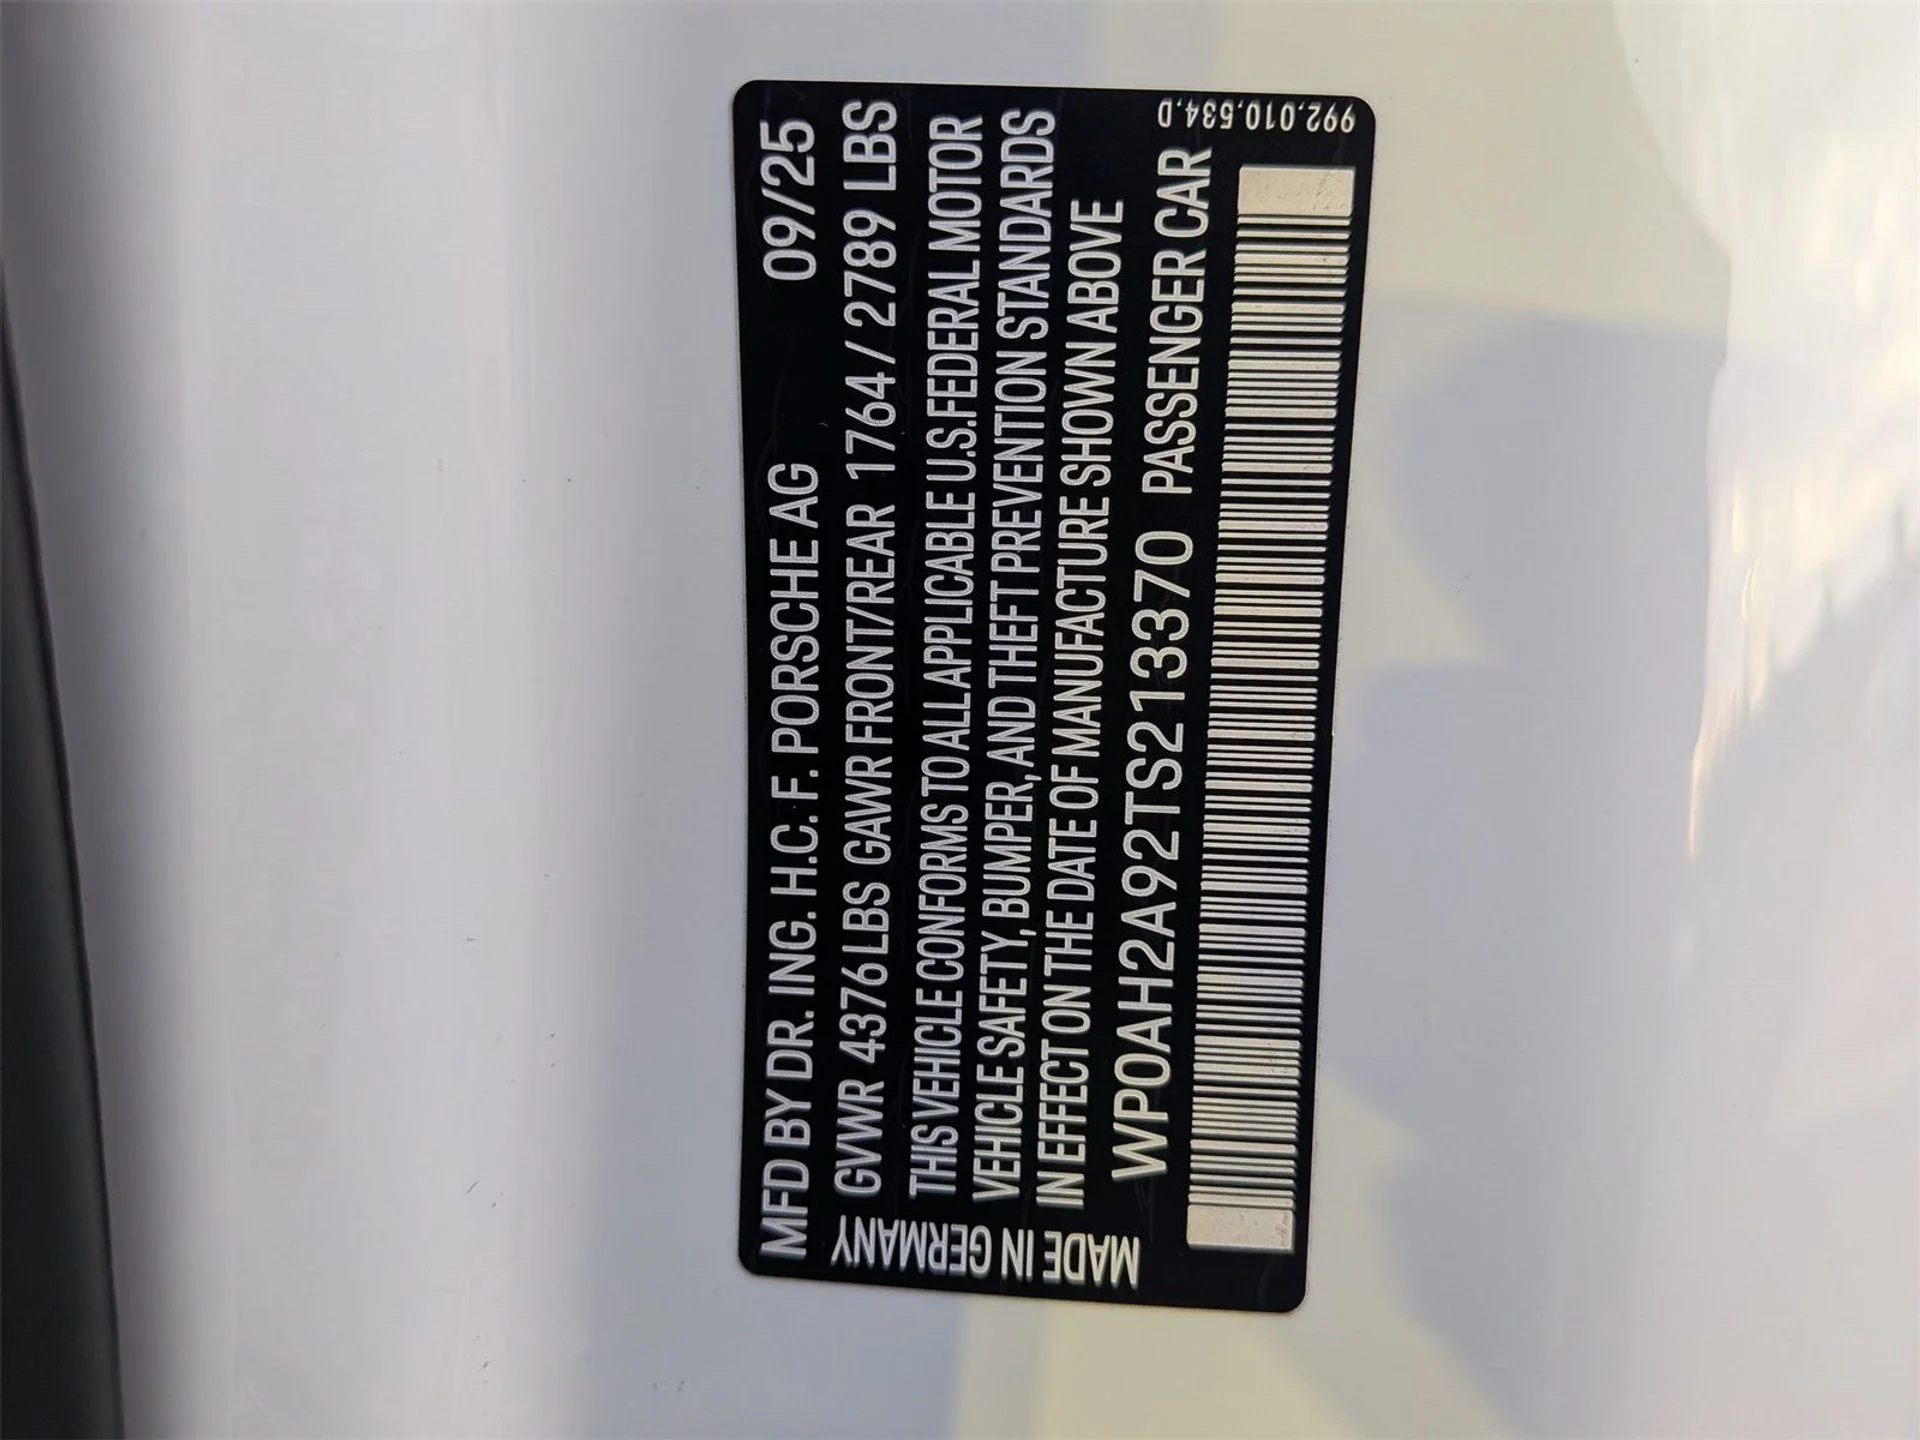 MFD BY DR. ING. H.C. F. PORSCHE AG 09/25
GVWR 4376 LBS GAWR FRONT/REAR 1764 / 2789 LBS
THIS VEHICLE CONFORMS TO ALL APPLICABLE U.S. FEDERAL MOTOR
VEHICLE SAFETY, BUMPER, AND THEFT PREVENTION STANDARDS
IN EFFECT ON THE DATE OF MANUFACTURE SHOWN ABOVE
WP0AH2A92TS213370 PASSENGER CAR
MADE IN GERMANY
992.010.534.D